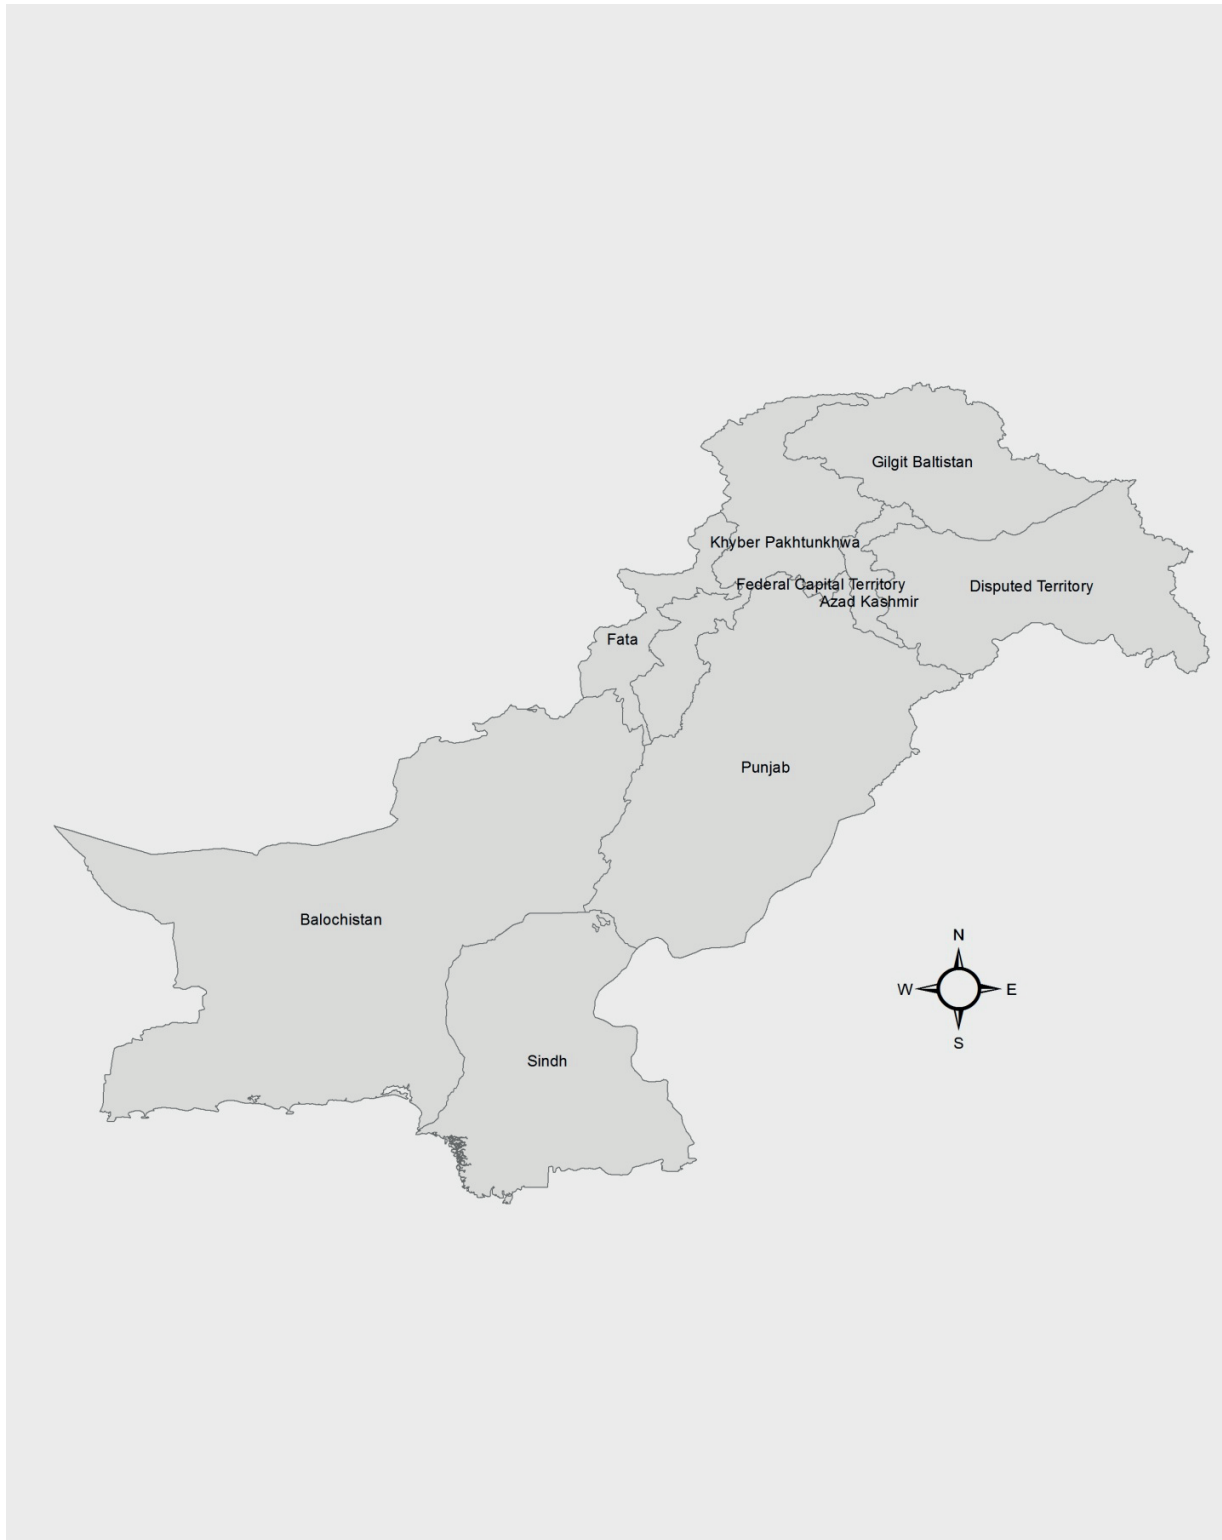 Gilgit Baltistan
Khyber Pakhtunkhwa
Federal Capital Territory
Disputed Territory
Azad Kashmir
Fata
Punjab
Balochistan
N
W E
S
Sindh